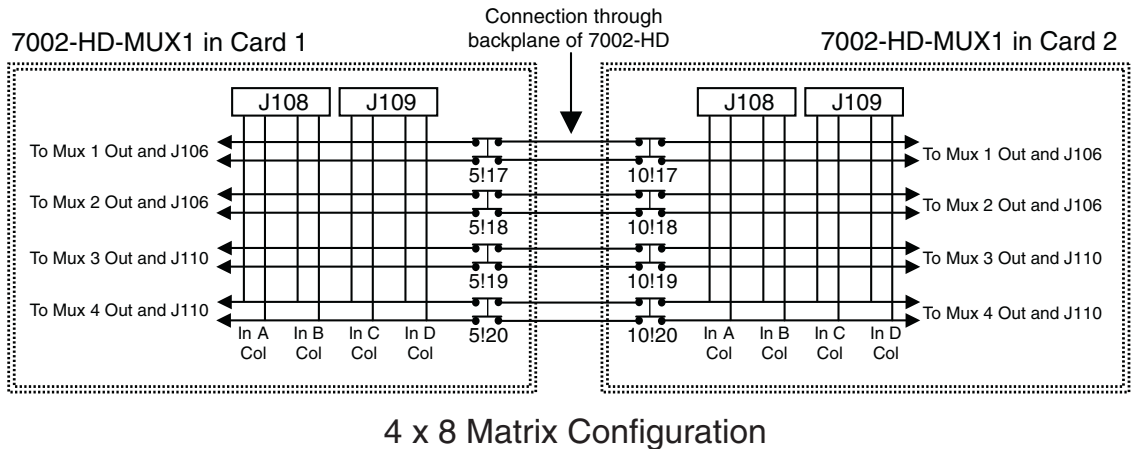 Connection through
backplane of 7002-HD
7002-HD-MUX1 in Card 1
7002-HD-MUX1 in Card 2
J108
J109
J108
J109
To Mux 1 Out and J106
5!17
10!17
To Mux 1 Out and J106
To Mux 2 Out and J106
5!18
10!18
To Mux 2 Out and J106
To Mux 3 Out and J110
5!19
10!19
To Mux 3 Out and J110
To Mux 4 Out and J110
5!20
10!20
To Mux 4 Out and J110
In A
Col
In B
Col
In C
Col
In D
Col
In A
Col
In B
Col
In C
Col
In D
Col
4 x 8 Matrix Configuration